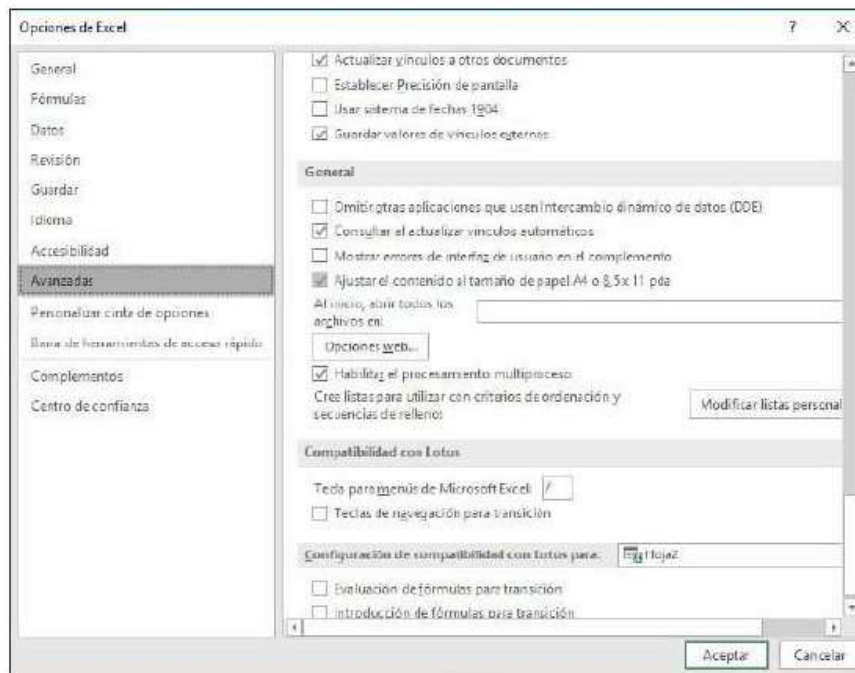 Opciones de Excel
General
Fórmulas
Datos
Revisión
Guardar
Idioma
Accesibilidad
Avanzadas
Personalizar cinta de opciones
Barra de herramientas de acceso rápido
Complementos
Centro de confianza
Actualizar vínculos a otros documentos
Establecer Precisión de pantalla
Usar sistema de fechas 1904
Guardar valores de vínculos externos
General
Omitir otras aplicaciones que usen Intercambio dinámico de datos (DDE)
Consultar al actualizar vínculos automáticos
Mostrar errores de interfaz de usuario en el complemento
Ajustar el contenido al tamaño de papel A4 o 8,5 x 11 pda
Al inicio, abrir todos los
archivos en:
Opciones web...
Habilitar el procesamiento multiproceso
Cree listas para utilizar con criterios de ordenación y
secuencias de relleno:
Modificar listas personal
Compatibilidad con Lotus
Tecla para menús de Microsoft Excel: /
Teclas de navegación para transición
Configuración de compatibilidad con Lotus para: Hoja2
Evaluación de fórmulas para transición
Introducción de fórmulas para transición
Aceptar
Cancelar